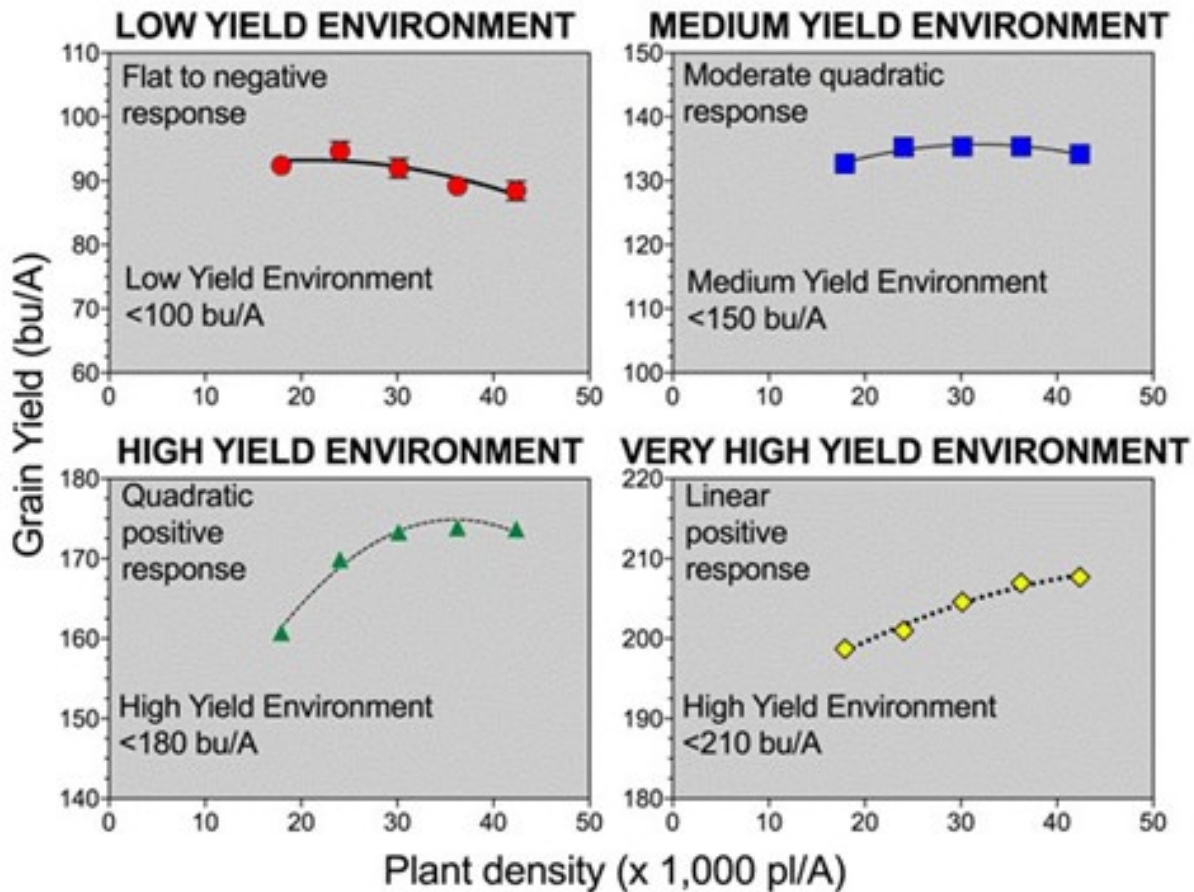 LOW YIELD ENVIRONMENT
MEDIUM YIELD ENVIRONMENT
Grain Yield (bu/A)
110
100
90
80
70
60
0
10
20
30
40
50
Flat to negative
response
Low Yield Environment
<100 bu/A
150
140
130
120
110
100
0
10
20
30
40
50
Moderate quadratic
response
Medium Yield Environment
<150 bu/A
HIGH YIELD ENVIRONMENT
VERY HIGH YIELD ENVIRONMENT
180
170
160
150
140
0
10
20
30
40
50
Quadratic
positive
response
High Yield Environment
<180 bu/A
220
210
200
190
180
0
10
20
30
40
50
Linear
positive
response
High Yield Environment
<210 bu/A
Plant density (x 1,000 pl/A)